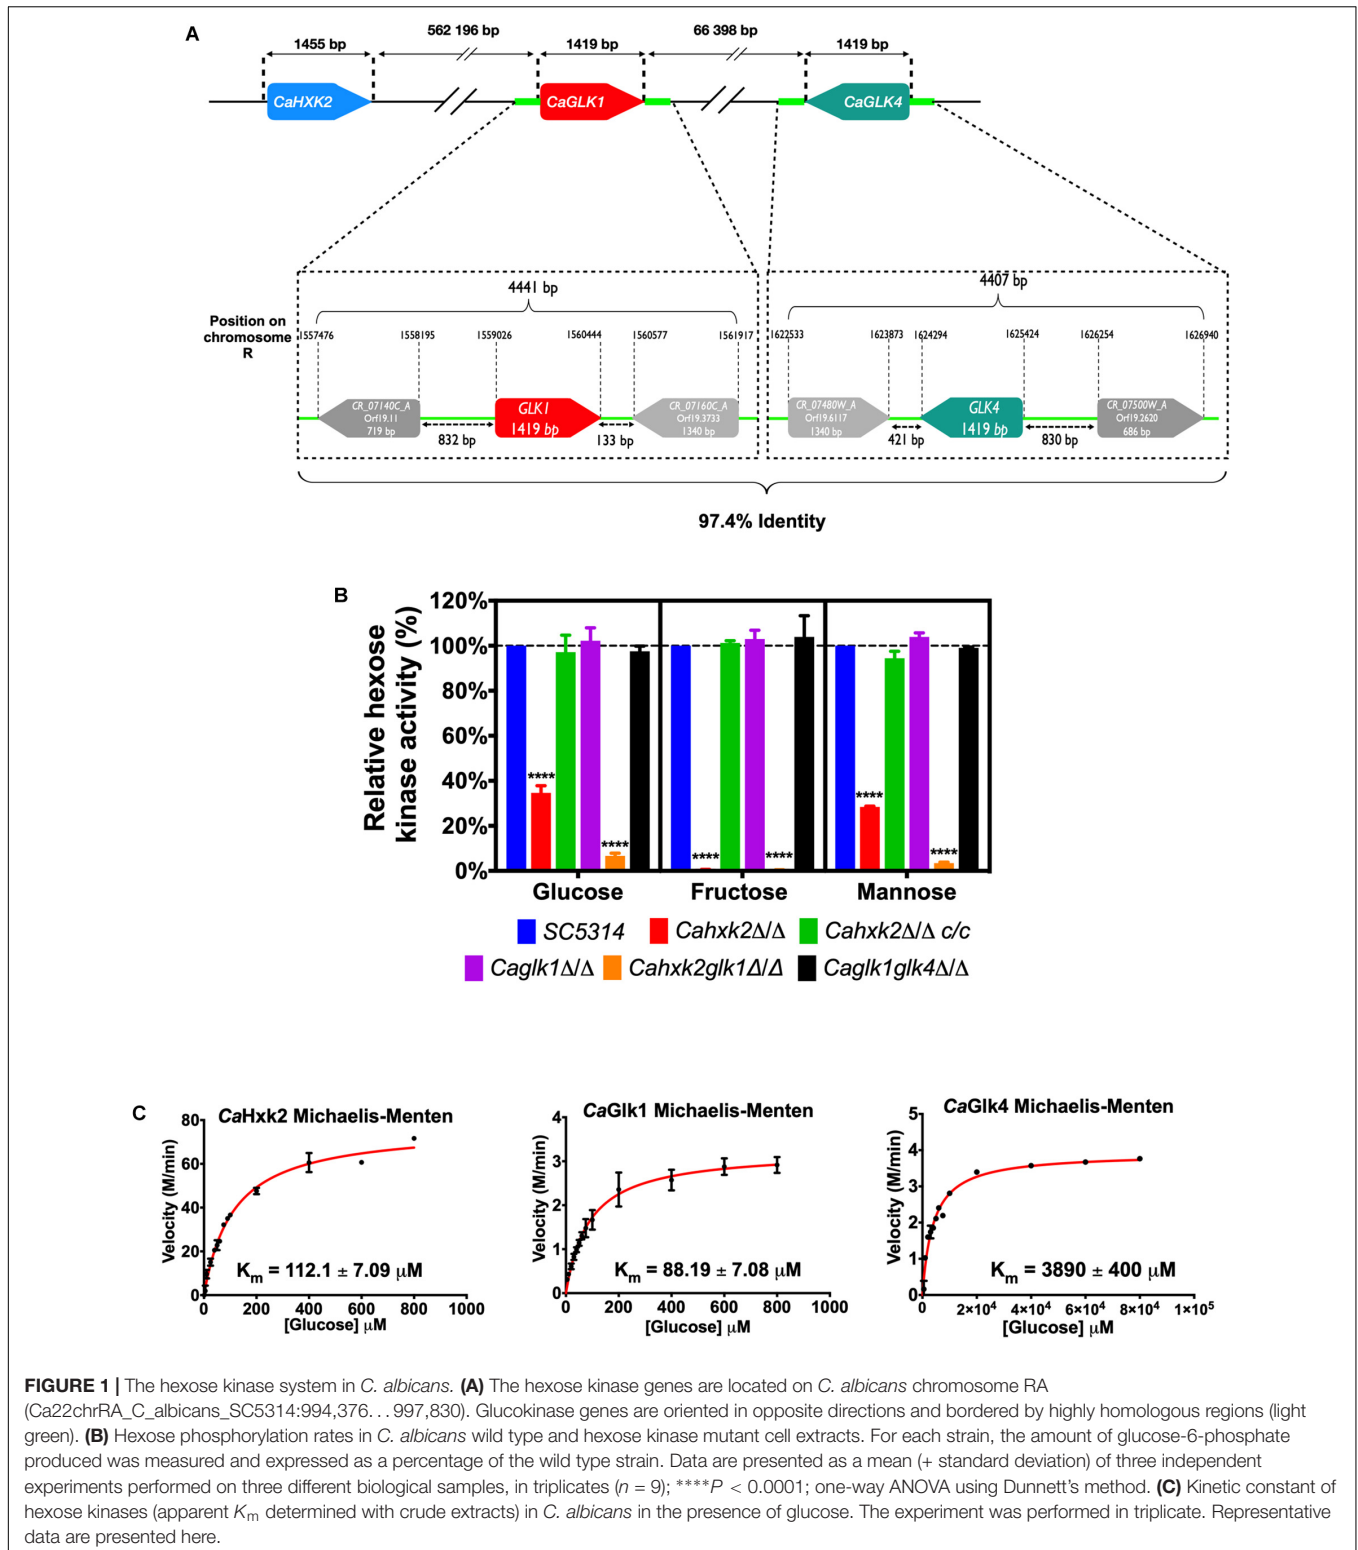 A
562 196 bp
66 398 bp
1455 bp
1419 bp
1419 bp
CaHXK2
CaGLK1
CaGLK4
4441 bp
4407 bp
Position on
chromosome
R
1557476
1558195
1559026
1560444
1560577
1561917
1622533
1623873
1624294
1625424
1626254
1626940
CR_07140C_A
Orf19.11
719 bp
GLK1
1419 bp
CR_07160C_A
Orf19.3733
1340 bp
CR_07480W_A
Orf19.6117
1340 bp
GLK4
1419 bp
CR_07500W_A
Orf19.2620
686 bp
832 bp
133 bp
421 bp
830 bp
97.4% Identity
B
Relative hexose
kinase activity (%)
120%
100%
80%
60%
40%
20%
0%
****
****
****
****
****
****
Glucose
Fructose
Mannose
SC5314
Cahxk2Δ/Δ
Cahxk2Δ/Δ c/c
Caglk1Δ/Δ
Cahxk2glk1Δ/Δ
Caglk1glk4Δ/Δ
C
CaHxk2 Michaelis-Menten
Velocity (M/min)
80
60
40
20
0
Km = 112.1 ± 7.09 μM
0 200 400 600 800 1000
[Glucose] μM
CaGlk1 Michaelis-Menten
Velocity (M/min)
4
3
2
1
0
Km = 88.19 ± 7.08 μM
0 200 400 600 800 1000
[Glucose] μM
CaGlk4 Michaelis-Menten
Velocity (M/min)
5
4
3
2
1
0
Km = 3890 ± 400 μM
0 2×10⁴ 4×10⁴ 6×10⁴ 8×10⁴ 1×10⁵
[Glucose] μM
FIGURE 1 | The hexose kinase system in C. albicans. (A) The hexose kinase genes are located on C. albicans chromosome RA
(Ca22chrRA_C_albicans_SC5314:994,376...997,830). Glucokinase genes are oriented in opposite directions and bordered by highly homologous regions (light
green). (B) Hexose phosphorylation rates in C. albicans wild type and hexose kinase mutant cell extracts. For each strain, the amount of glucose-6-phosphate
produced was measured and expressed as a percentage of the wild type strain. Data are presented as a mean (+ standard deviation) of three independent
experiments performed on three different biological samples, in triplicates (n = 9); ****P < 0.0001; one-way ANOVA using Dunnett's method. (C) Kinetic constant of
hexose kinases (apparent Km determined with crude extracts) in C. albicans in the presence of glucose. The experiment was performed in triplicate. Representative
data are presented here.